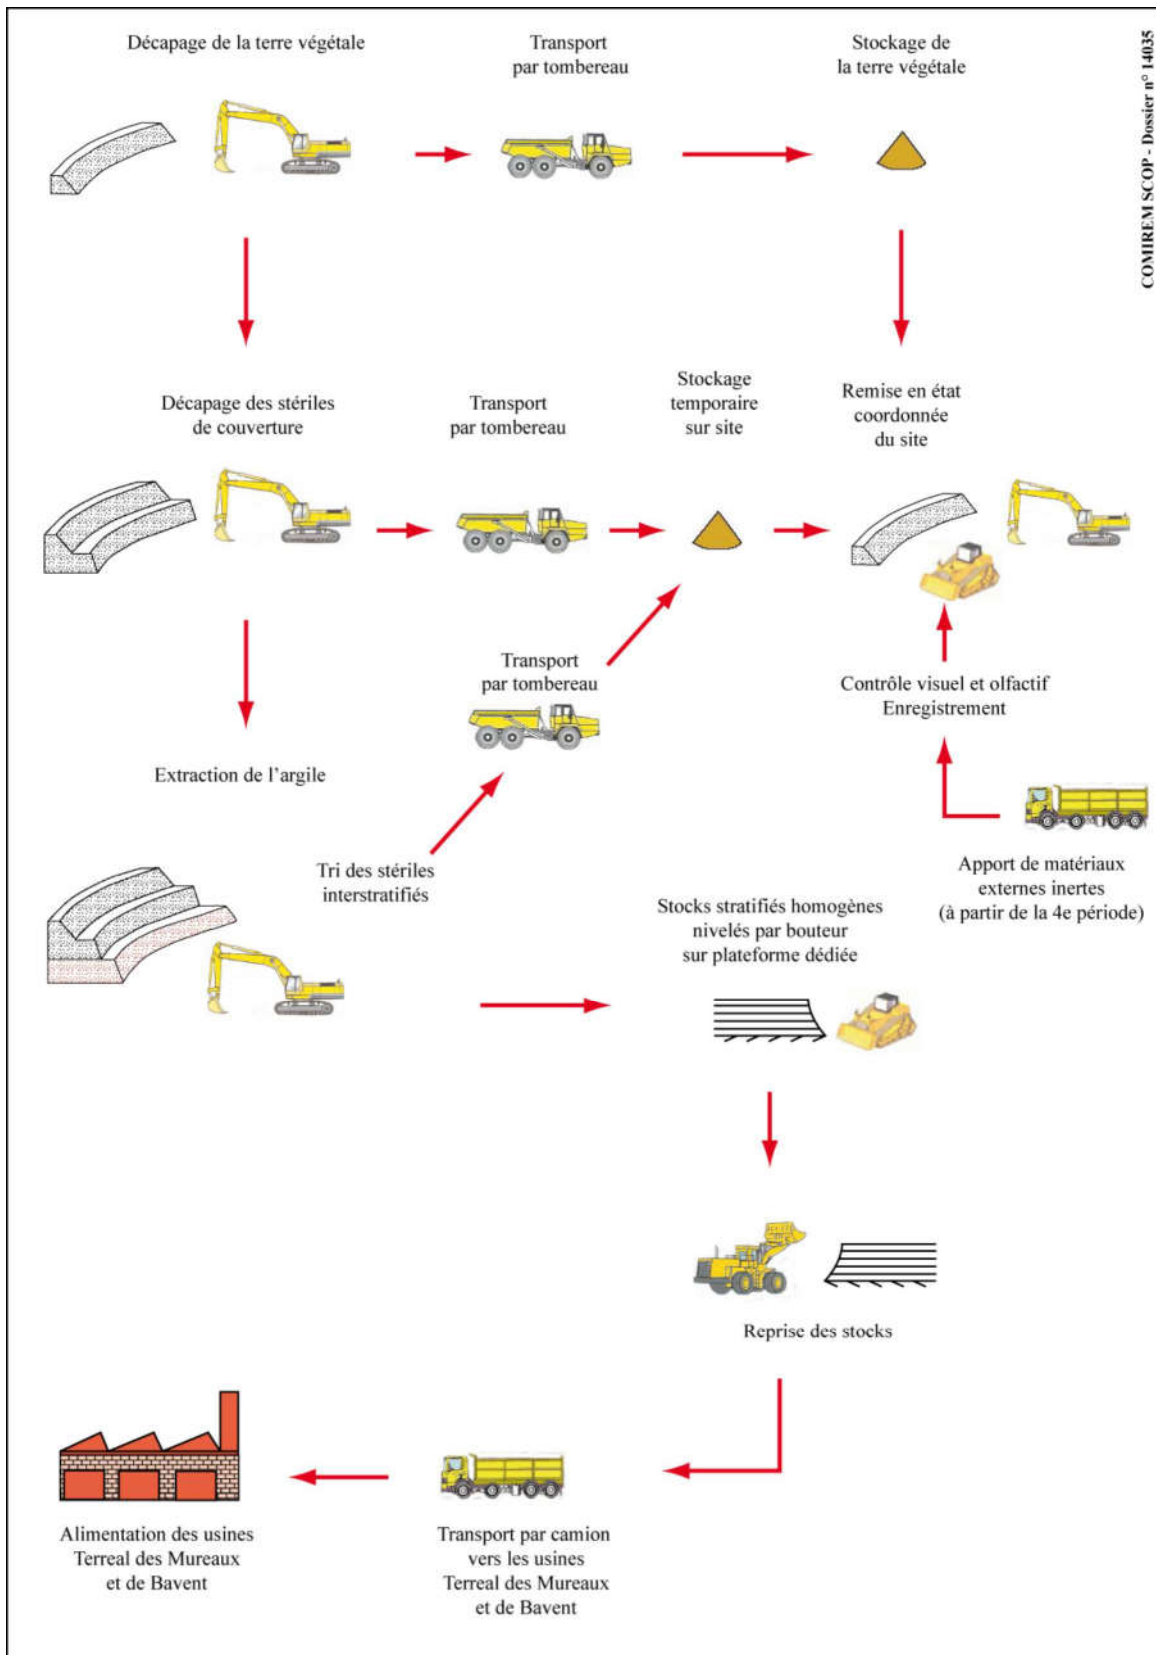 Décapage de la terre végétale
Transport
par tombereau
Stockage de
la terre végétale
COMIREM SCOP - Dossier n° 14035
Décapage des stériles
de couverture
Transport
par tombereau
Stockage
temporaire
sur site
Remise en état
coordonnée
du site
Transport
par tombereau
Contrôle visuel et olfactif
Enregistrement
Extraction de l'argile
Tri des stériles
interstratifiés
Apport de matériaux
externes inertes
(à partir de la 4e période)
Stocks stratifiés homogènes
nivelés par bouteur
sur plateforme dédiée
Reprise des stocks
Alimentation des usines
Terreal des Mureaux
et de Bavent
Transport par camion
vers les usines
Terreal des Mureaux
et de Bavent